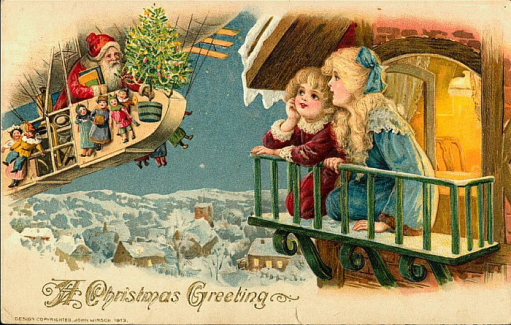 A Christmas Greeting
DESIGN COPYRIGHTED, JOHN WINSCH, 1913.